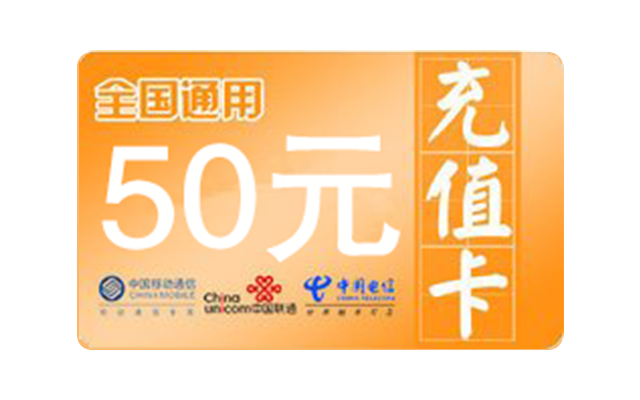 全国通用
50元
充值卡
中国移动通信
CHINA MOBILE
China
unicom中国联通
中国电信
CHINA TELECOM